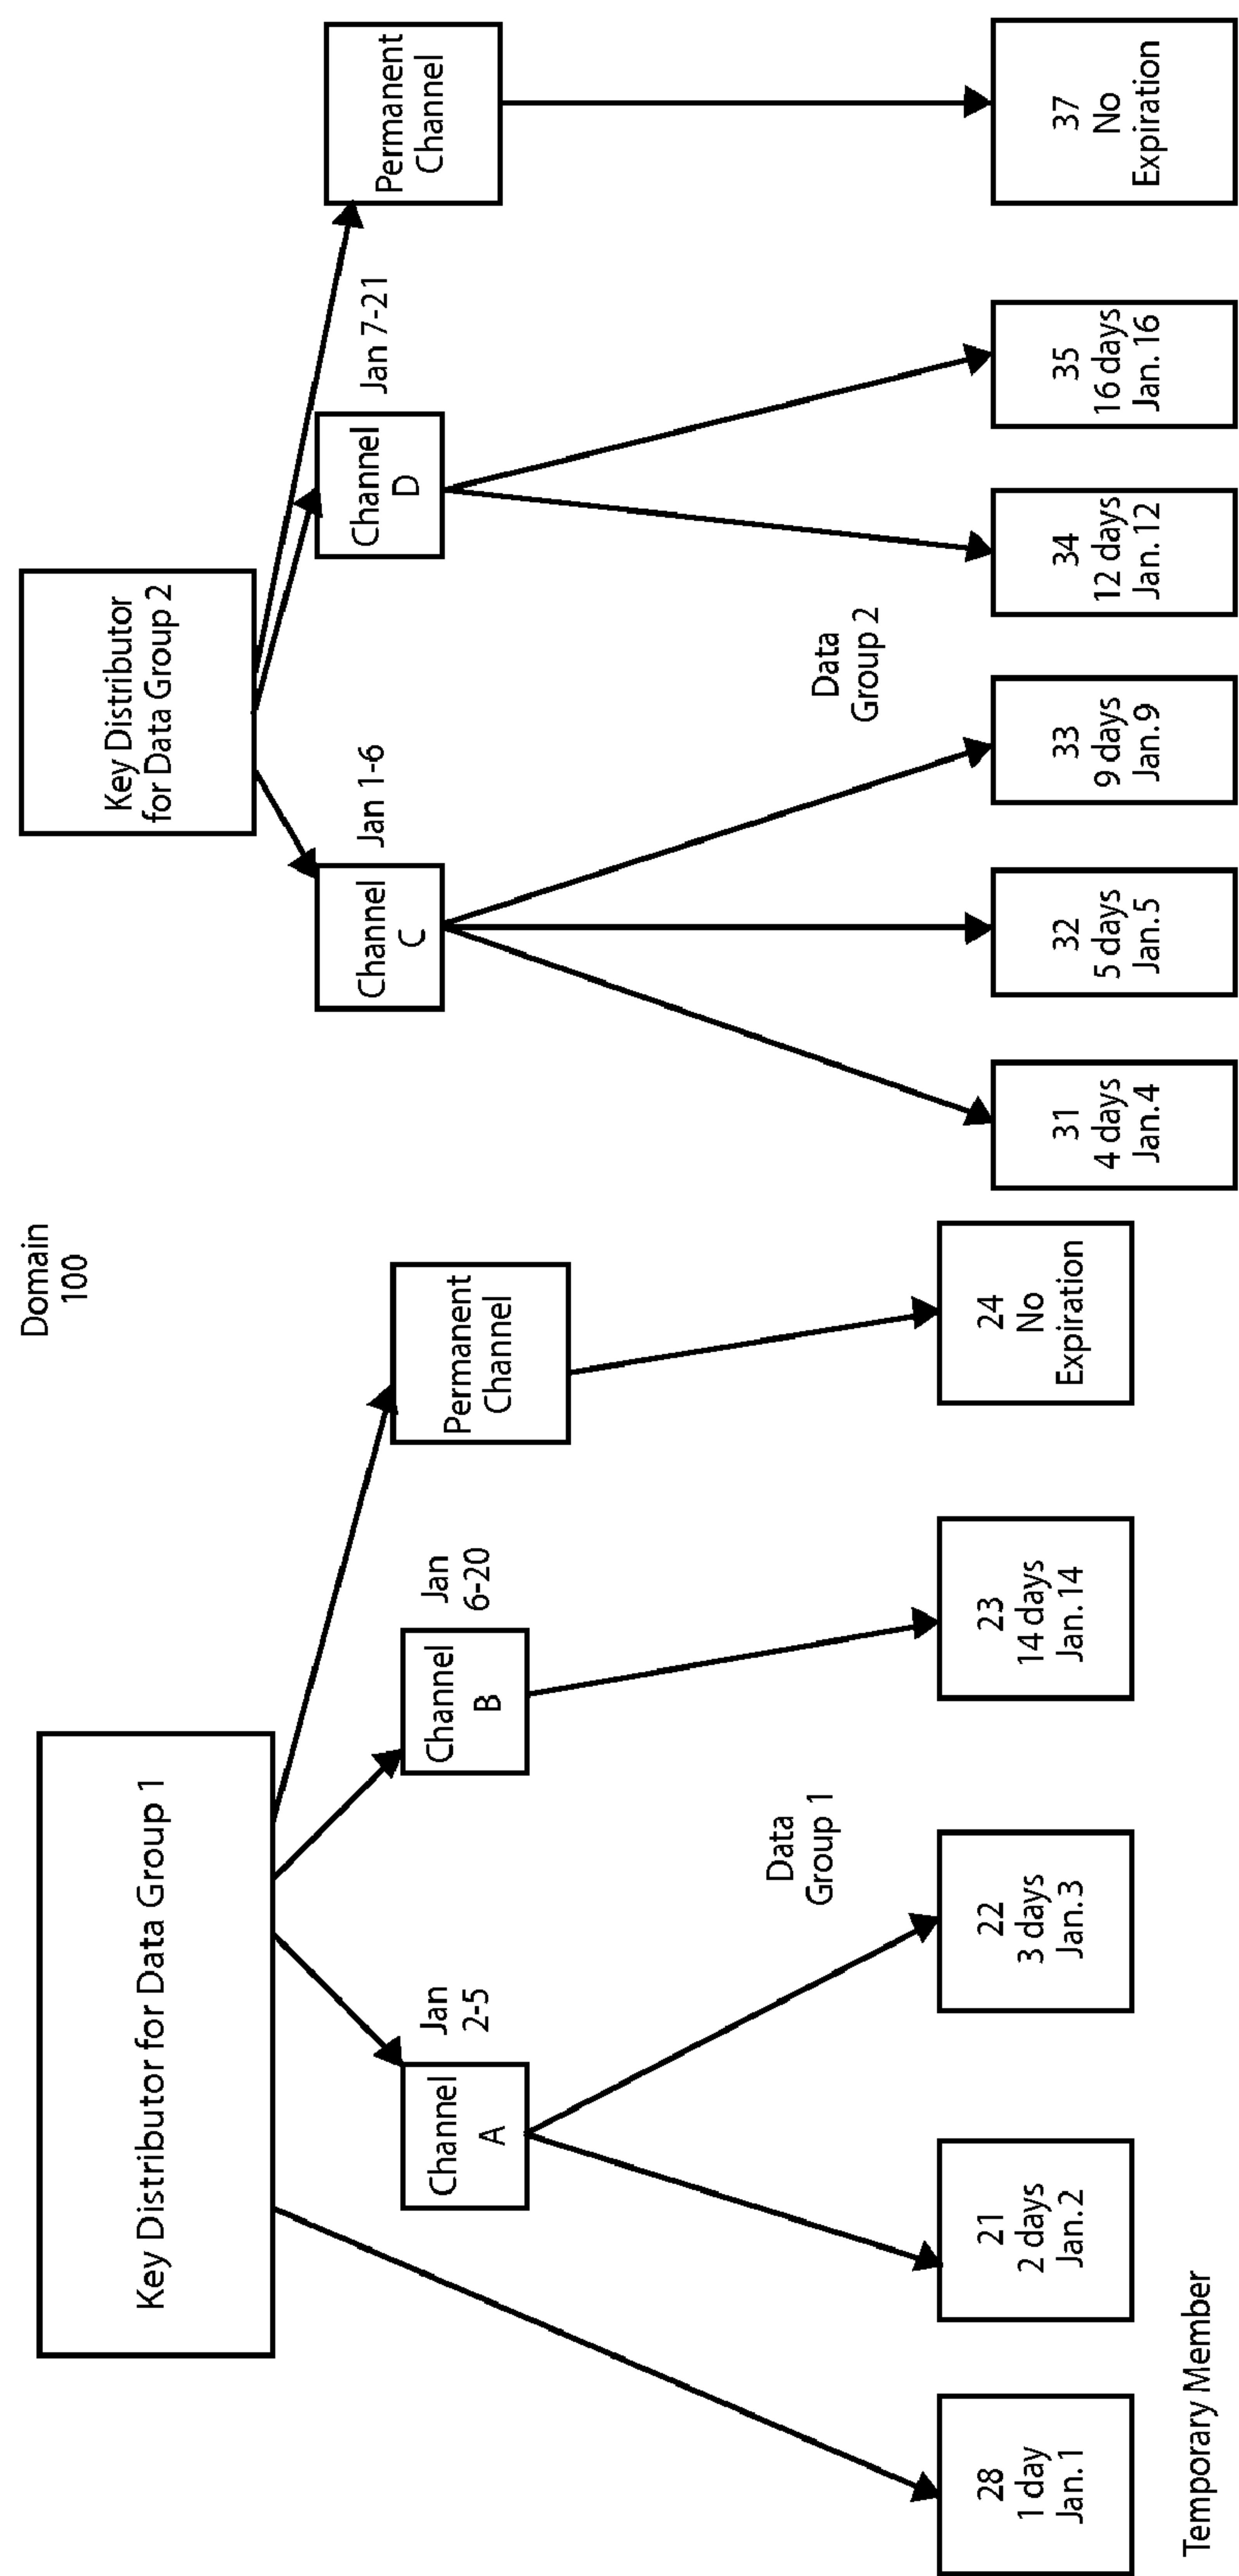 Domain
100
Key Distributor for Data Group 1
Channel
A
Jan
2-5
Channel
B
Jan
6-20
Permanent
Channel
Data
Group 1
28
1 day
Jan. 1
21
2 days
Jan. 2
22
3 days
Jan. 3
23
14 days
Jan. 14
24
No
Expiration
Temporary Member
Key Distributor
for Data Group 2
Channel
C
Jan 1-6
Channel
D
Jan 7-21
Permanent
Channel
Data
Group 2
31
4 days
Jan. 4
32
5 days
Jan. 5
33
9 days
Jan. 9
34
12 days
Jan. 12
35
16 days
Jan. 16
37
No
Expiration